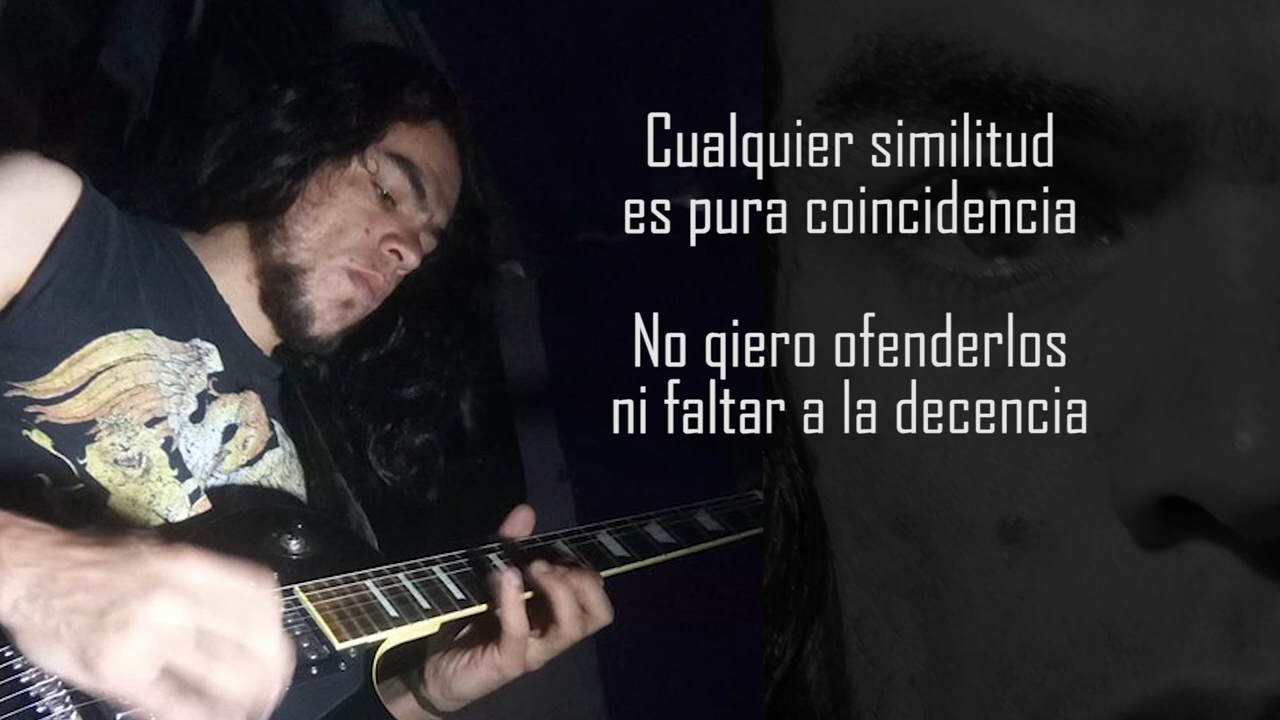 Cualquier similitud
es pura coincidencia
No qiero ofenderlos
ni faltar a la decencia